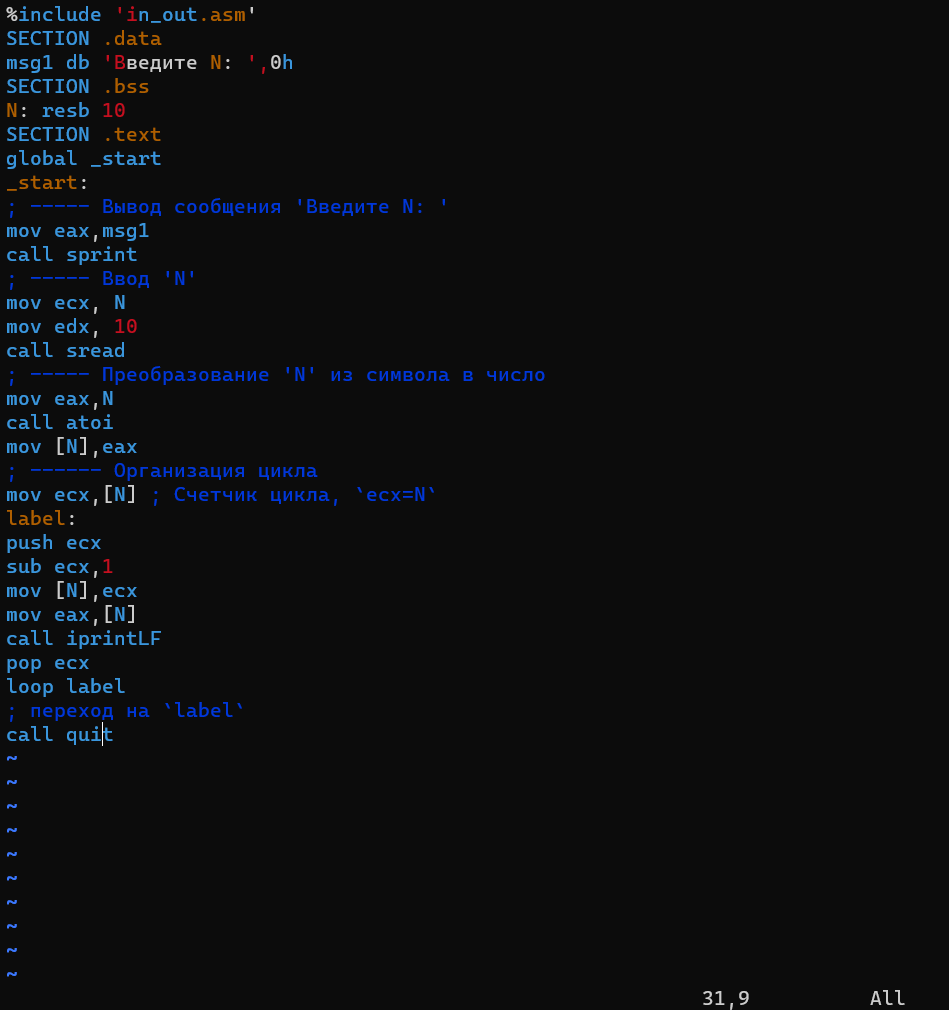 %include 'in_out.asm'
SECTION .data
msg1 db 'Введите N: ',0h
SECTION .bss
N: resb 10
SECTION .text
global _start
_start:
; ----- Вывод сообщения 'Введите N: '
mov eax,msg1
call sprint
; ----- Ввод 'N'
mov ecx, N
mov edx, 10
call sread
; ----- Преобразование 'N' из символа в число
mov eax,N
call atoi
mov [N],eax
; ------ Организация цикла
mov ecx,[N] ; Счетчик цикла, `ecx=N`
label:
push ecx
sub ecx,1
mov [N],ecx
mov eax,[N]
call iprintLF
pop ecx
loop label
; переход на `label`
call quit
~
~
~
~
~
~
~
~
~
~
31,9 All